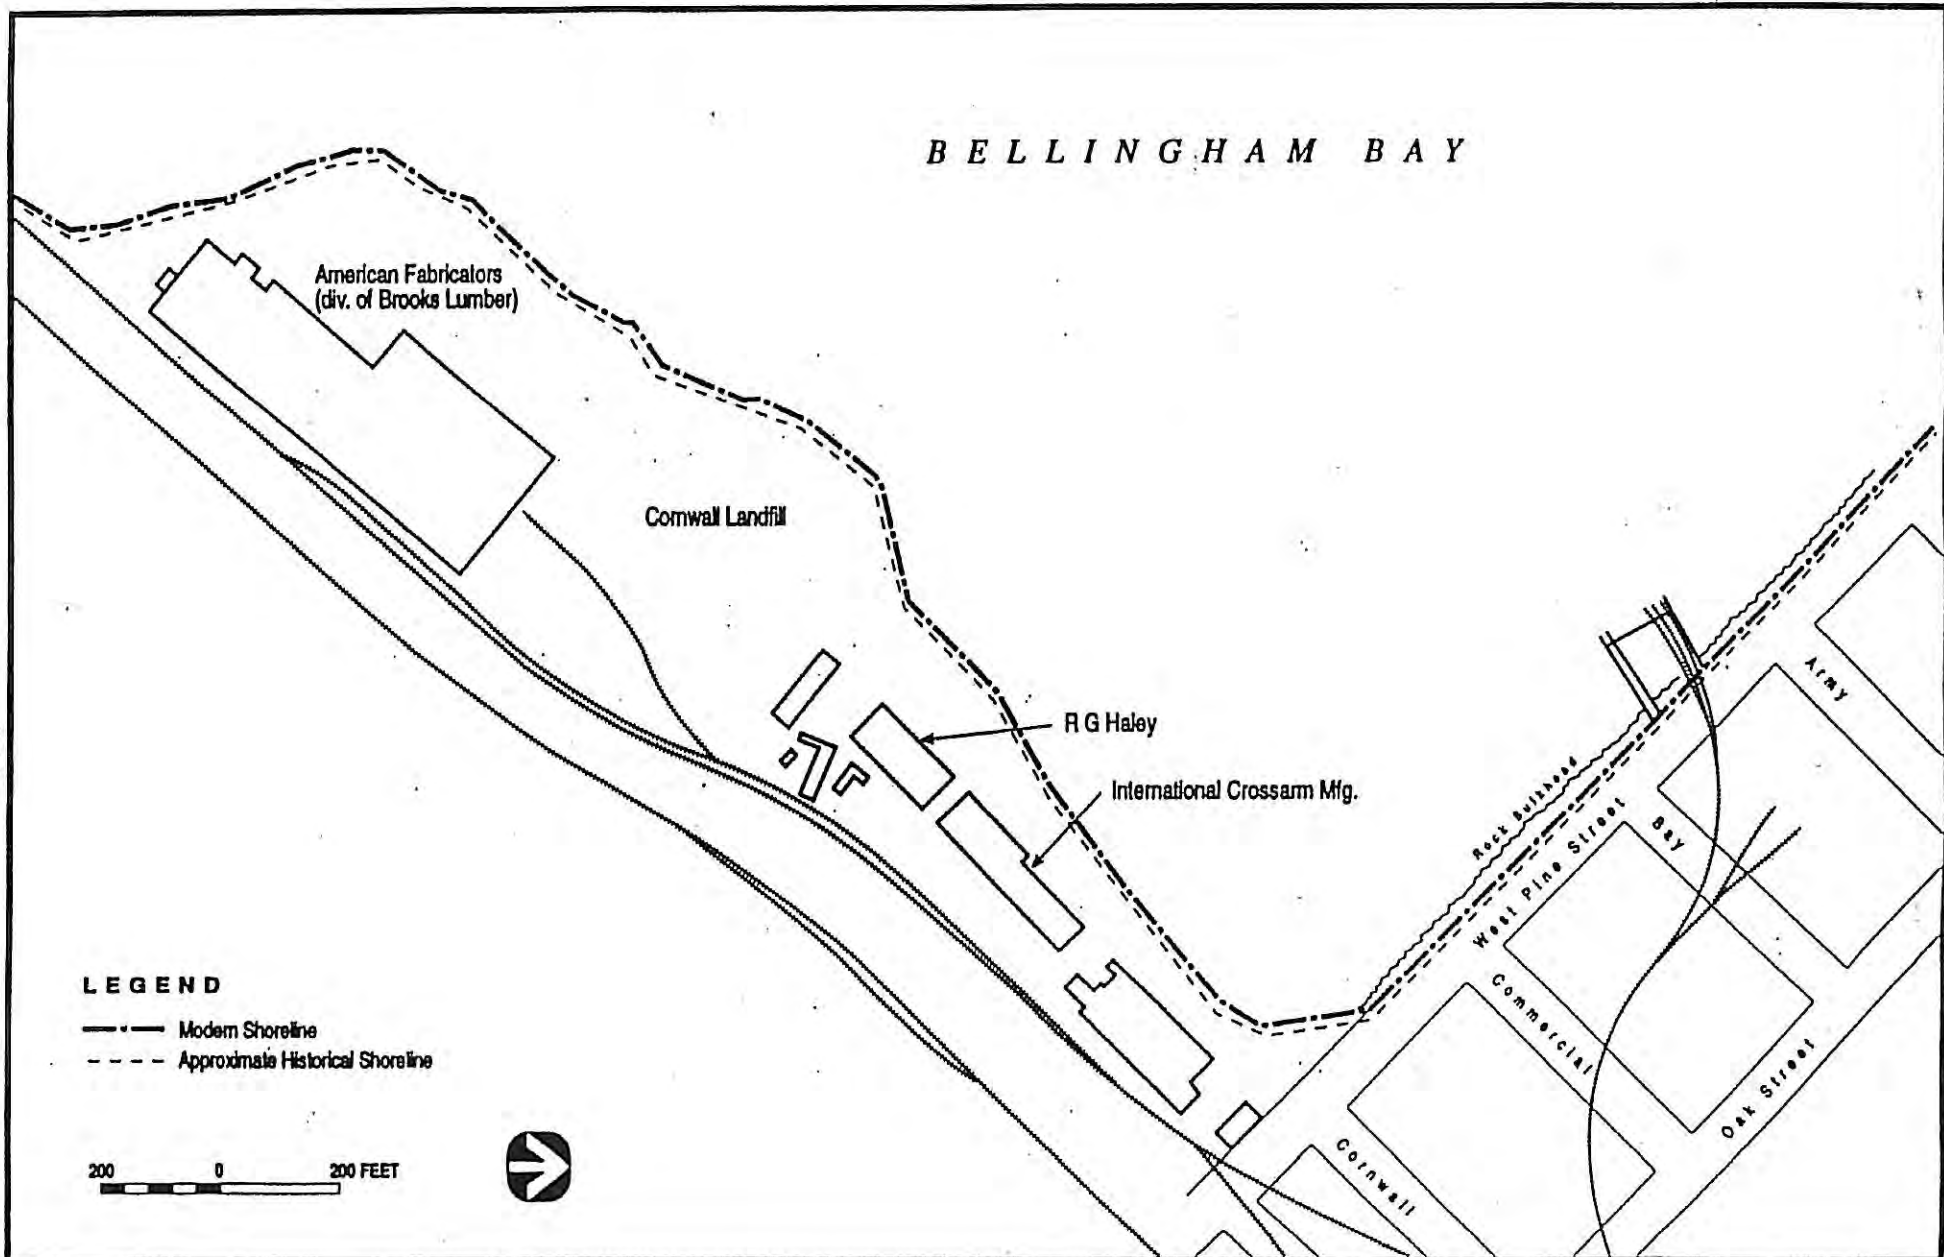 BELLINGHAM BAY
American Fabricators
(div. of Brooks Lumber)
Cornwall Landfill
R G Haley
International Crossarm Mfg.
Army
Rock Bulkhead
West Pine Street
Bay
Commercial
Oak Street
Cornwall
LEGEND
Modern Shoreline
Approximate Historical Shoreline
200 0 200 FEET